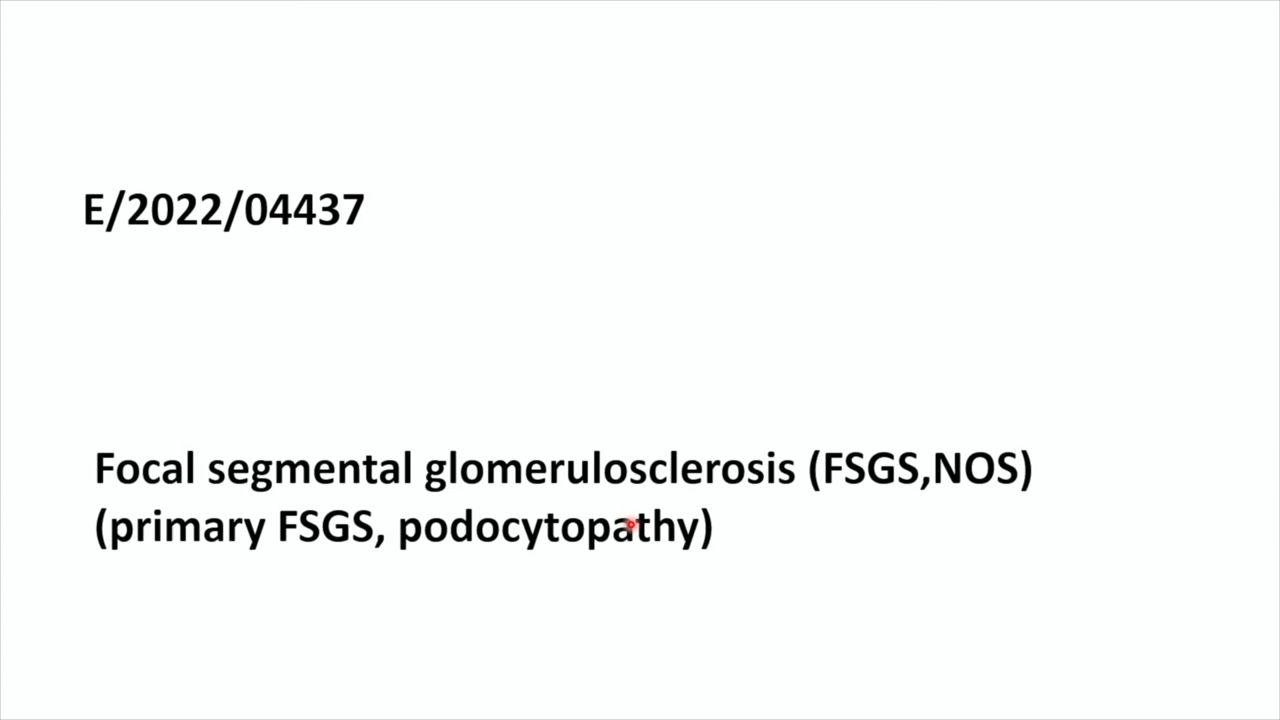 E/2022/04437
Focal segmental glomerulosclerosis (FSGS,NOS)
(primary FSGS, podocytopathy)